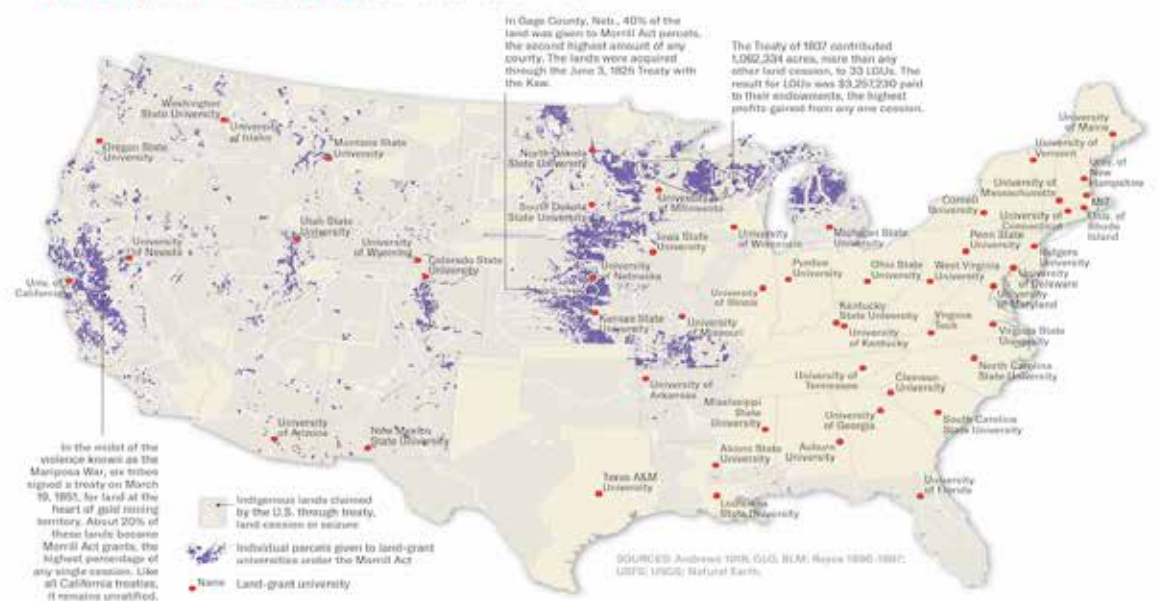 In Gage County, Neb., 40% of the
land was given to Morrill Act parcels,
the second highest amount of any
county. The lands were acquired
through the June 3, 1825 Treaty with
the Kaw.
The Treaty of 1837 contributed
1,062,334 acres, more than any
other land cession, to 33 LGUs. The
result for LGUs was $3,257,230 paid
to their endowments, the highest
profits gained from any one cession.
Washington
State University
University
of Idaho
Montana State
University
Oregon State
University
North Dakota
State University
South Dakota
State University
University
of Minnesota
University
of Wisconsin
Michigan State
University
University
of Maine
University of
Vermont
Univ. of
New
Hampshire
University of
Massachusetts
MIT
Cornell
University
University of
Connecticut
Univ. of
Rhode
Island
Penn State
University
Rutgers
University
University
of Delaware
University
of Maryland
Utah State
University
University
of Nevada
University
of Wyoming
Colorado State
University
Univ. of
California
Iowa State
University
University
of Nebraska
Kansas State
University
University
of Illinois
University
of Missouri
Purdue
University
Ohio State
University
West Virginia
University
Kentucky
State University
University
of Kentucky
Virginia
Tech
Virginia State
University
North Carolina
State University
University of
Tennessee
Clemson
University
University
of Georgia
South Carolina
State University
University of
Arkansas
Mississippi
State
University
Auburn
University
Alcorn State
University
University
of Arizona
New Mexico
State University
Texas A&M
University
Louisiana
State University
University
of Florida
In the midst of the
violence known as the
Mariposa War, six tribes
signed a treaty on March
19, 1851, for land at the
heart of gold mining
territory. About 20% of
these lands became
Morrill Act grants, the
highest percentage of
any single cession. Like
all California treaties,
it remains unratified.
Indigenous lands claimed
by the U.S. through treaty,
land cession or seizure
Individual parcels given to land-grant
universities under the Morrill Act
Name
Land-grant university
SOURCES: Andrews 1918; GLO; BLM; Royce 1896-1897;
USFS; USGS; Natural Earth.